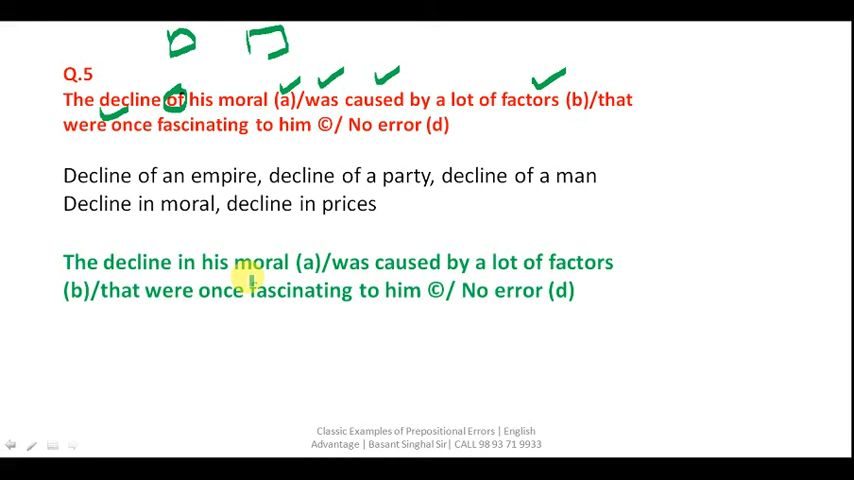 Q.5
The decline of his moral (a)/was caused by a lot of factors (b)/that
were once fascinating to him ©/ No error (d)
Decline of an empire, decline of a party, decline of a man
Decline in moral, decline in prices
The decline in his moral (a)/was caused by a lot of factors
(b)/that were once fascinating to him ©/ No error (d)
Classic Examples of Prepositional Errors | English
Advantage | Basant Singhal Sir| CALL 98 93 71 9933